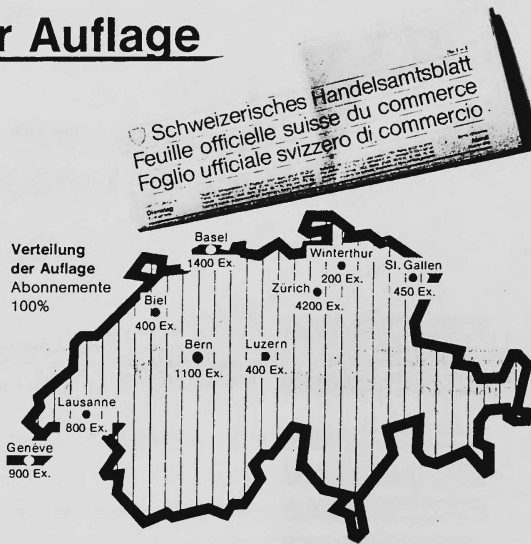 r Auflage
Schweizerisches Handelsamtsblatt
Feuille officielle suisse du commerce
Foglio ufficiale svizzero di commercio
Dienstag
Verteilung
der Auflage
Abonnemente
100%
Basel
1400 Ex.
Winterthur
200 Ex.
St. Gallen
450 Ex.
Zürich
4200 Ex.
Biel
400 Ex.
Bern
1100 Ex.
Luzern
400 Ex.
Lausanne
800 Ex.
Genève
900 Ex.